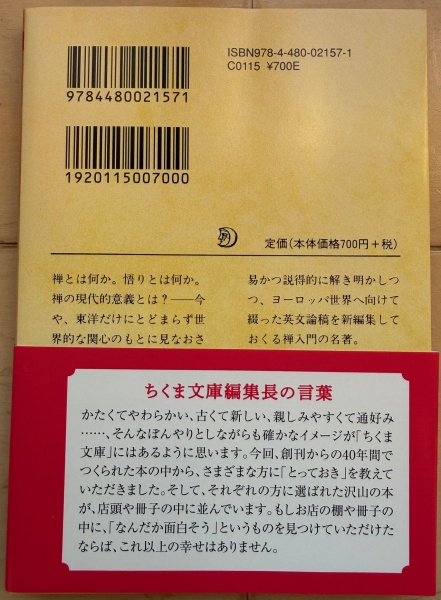 ISBN978-4-480-02157-1
C0115 ¥700E
9784480021571
1920115007000
定価(本体価格700円+税)
禅とは何か。悟りとは何か。
禅の現代的意義とは?――今
や、東洋だけにとどまらず世
界的な関心のもとに見なおさ
易かつ説得的に解き明かしつ
つ、ヨーロッパ世界へ向けて
綴った英文論稿を新編集して
おくる禅入門の名著。
ちくま文庫編集長の言葉
かたくてやわらかい、古くて新しい、親しみやすくて通好み
……、そんなぼんやりとしながらも確かなイメージが「ちくま
文庫」にはあるように思います。今回、創刊からの40年間で
つくられた本の中から、さまざまな方に「とっておき」を教えて
いただきました。そして、それぞれの方に選ばれた沢山の本
が、店頭や冊子の中に並んでいます。もしお店の棚や冊子の
中に、「なんだか面白そう」というものを見つけていただけた
ならば、これ以上の幸せはありません。